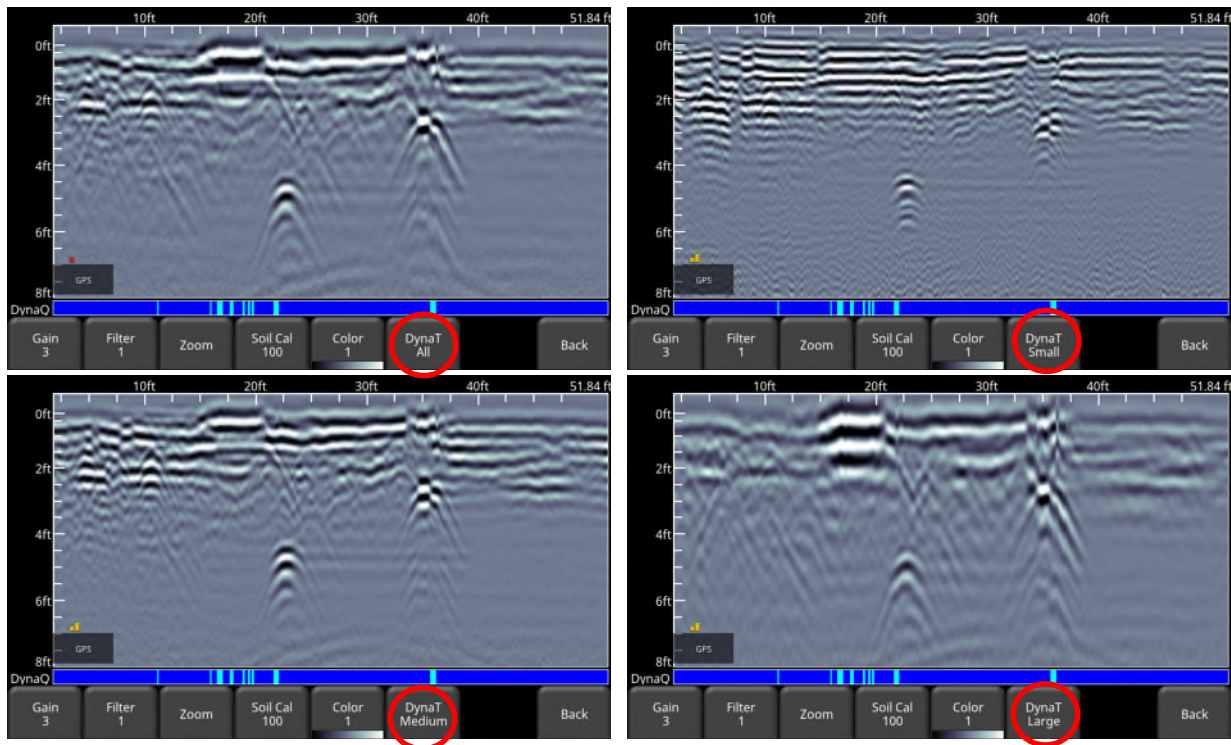 10ft 20ft 30ft 40ft 51.84 ft
0ft
2ft
4ft
6ft
GPS
8ft
DynaQ
Gain
3
Filter
1
Zoom
Soil Cal
100
Color
1
DynaT
All
Back
10ft 20ft 30ft 40ft 51.84 ft
0ft
2ft
4ft
6ft
GPS
8ft
DynaQ
Gain
3
Filter
1
Zoom
Soil Cal
100
Color
1
DynaT
Small
Back
10ft 20ft 30ft 40ft 51.84 ft
0ft
2ft
4ft
6ft
GPS
8ft
DynaQ
Gain
3
Filter
1
Zoom
Soil Cal
100
Color
1
DynaT
Medium
Back
10ft 20ft 30ft 40ft 51.84 ft
0ft
2ft
4ft
6ft
GPS
8ft
DynaQ
Gain
3
Filter
1
Zoom
Soil Cal
100
Color
1
DynaT
Large
Back